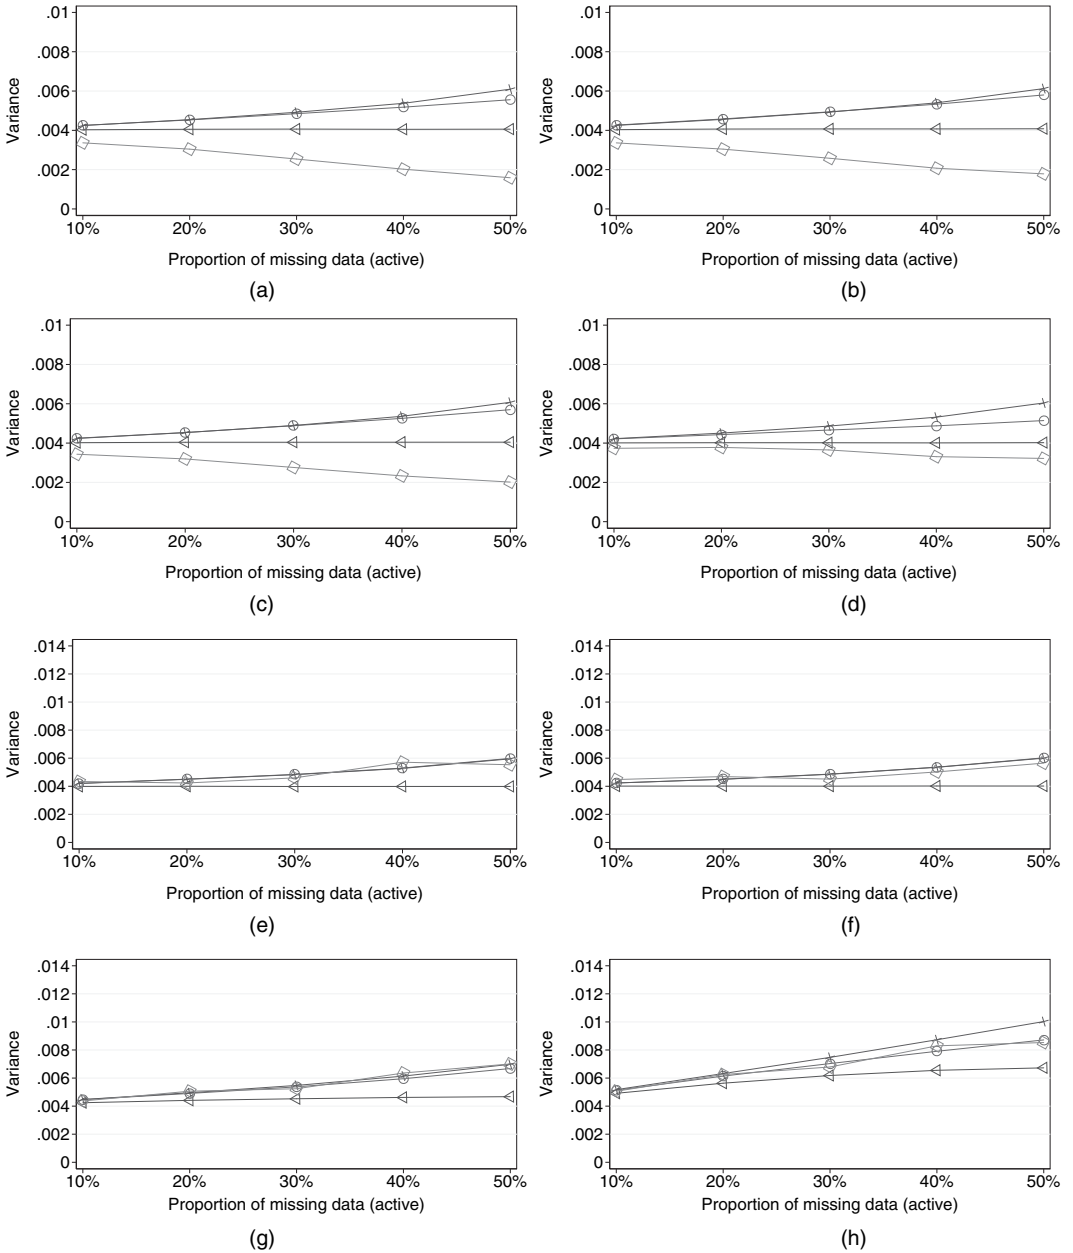 .01
.008
.006
.004
.002
0
Variance
10% 20% 30% 40% 50%
Proportion of missing data (active)
(a)
.01
.008
.006
.004
.002
0
Variance
10% 20% 30% 40% 50%
Proportion of missing data (active)
(b)
.01
.008
.006
.004
.002
0
Variance
10% 20% 30% 40% 50%
Proportion of missing data (active)
(c)
.01
.008
.006
.004
.002
0
Variance
10% 20% 30% 40% 50%
Proportion of missing data (active)
(d)
.014
.012
.01
.008
.006
.004
.002
0
Variance
10% 20% 30% 40% 50%
Proportion of missing data (active)
(e)
.014
.012
.01
.008
.006
.004
.002
0
Variance
10% 20% 30% 40% 50%
Proportion of missing data (active)
(f)
.014
.012
.01
.008
.006
.004
.002
0
Variance
10% 20% 30% 40% 50%
Proportion of missing data (active)
(g)
.014
.012
.01
.008
.006
.004
.002
0
Variance
10% 20% 30% 40% 50%
Proportion of missing data (active)
(h)